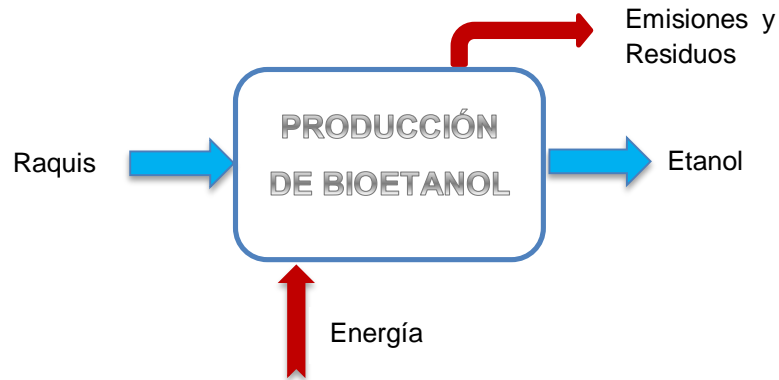 Emisiones y
Residuos
PRODUCCIÓN
DE BIOETANOL
Raquis
Etanol
Energía